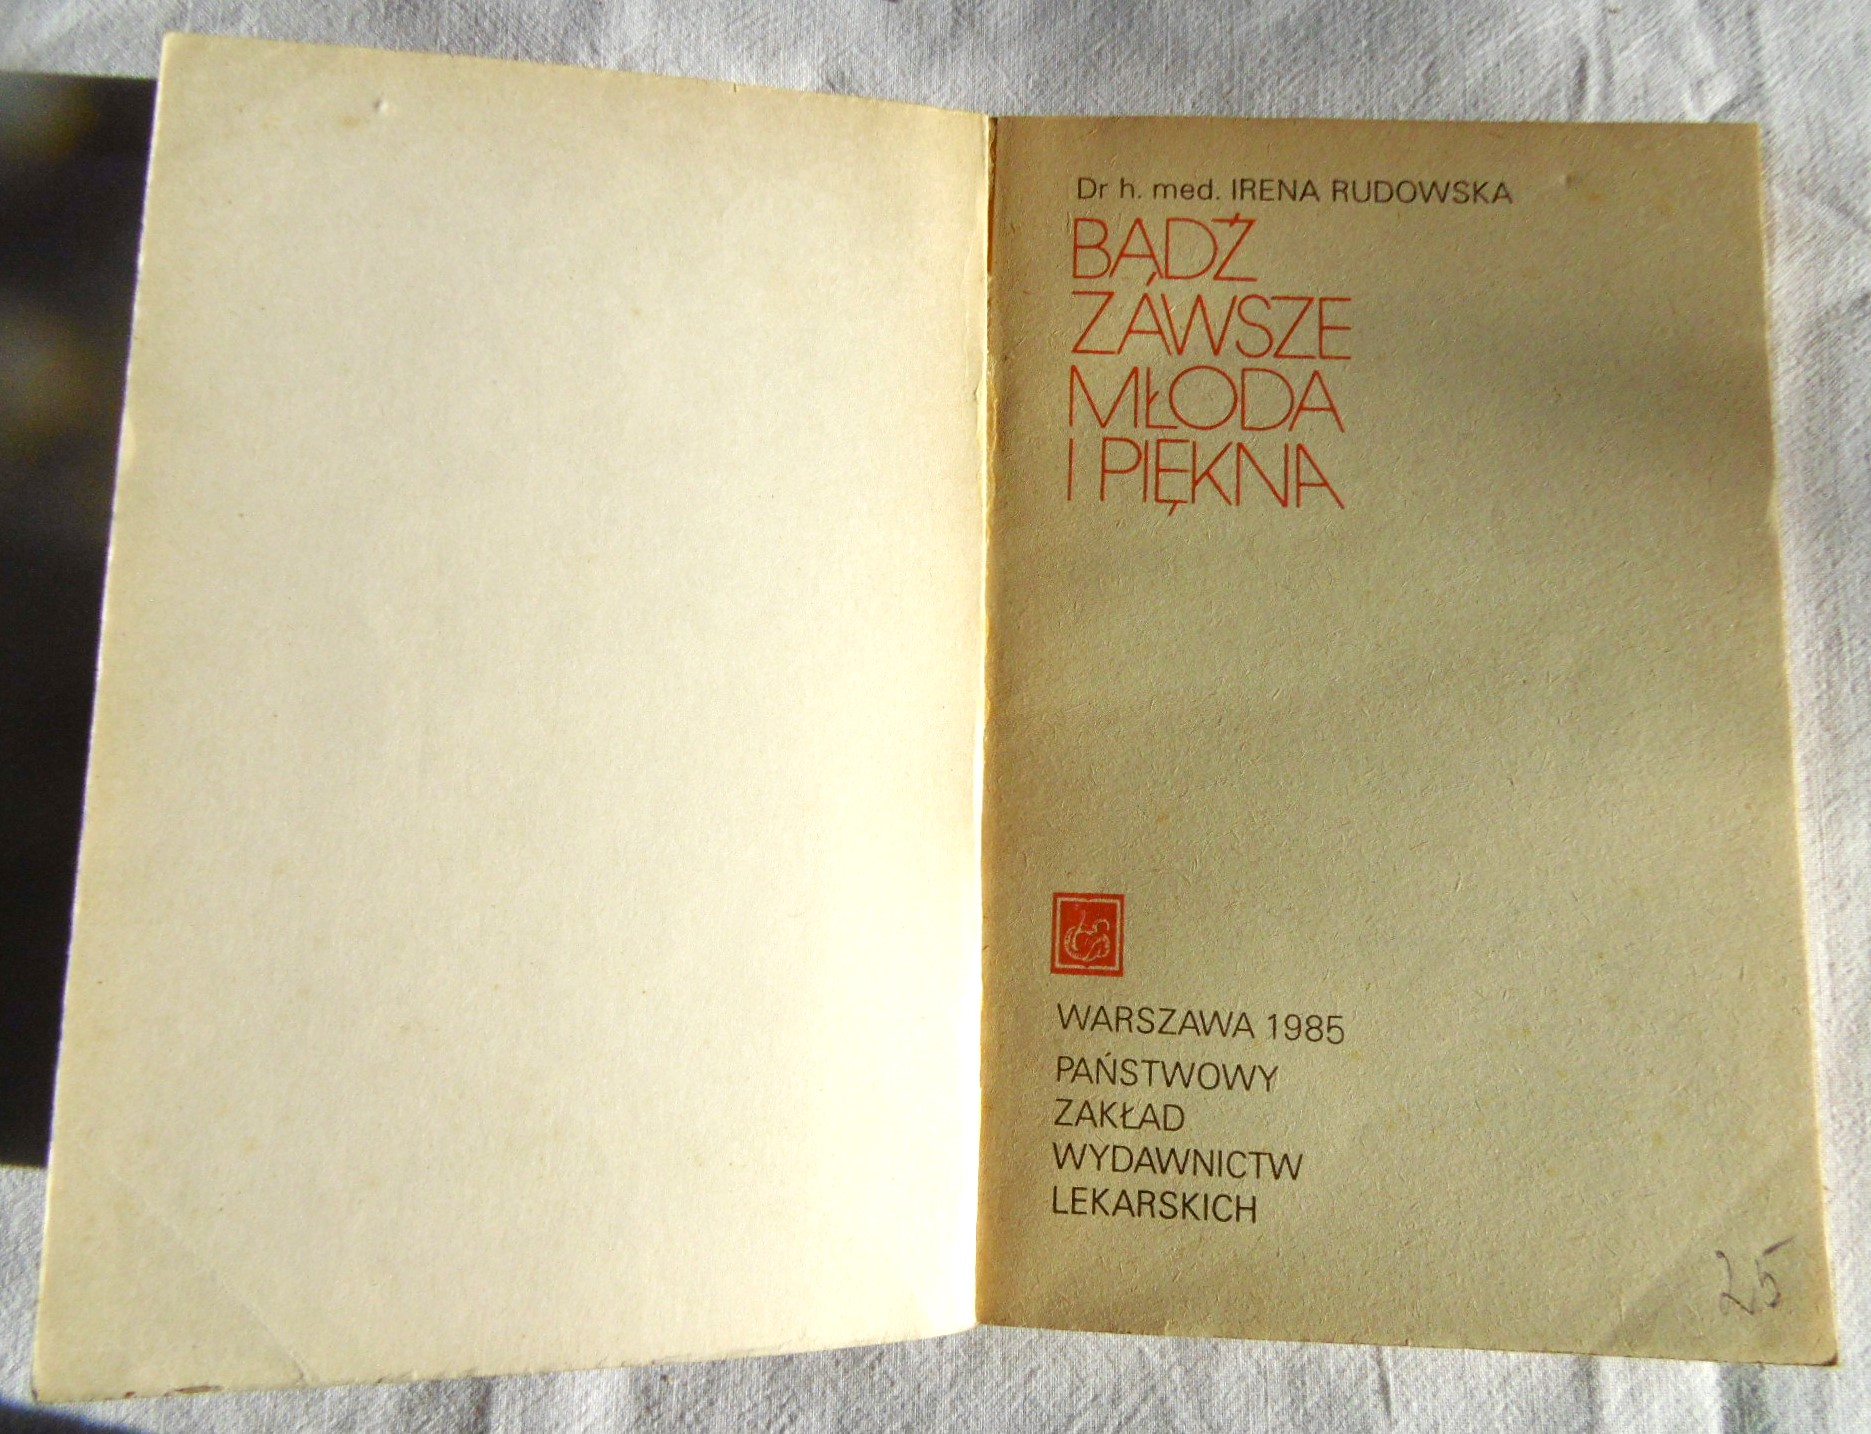 Dr h. med. IRENA RUDOWSKA
BĄDŹ
ZAWSZE
MŁODA
I PIĘKNA
WARSZAWA 1985
PAŃSTWOWY
ZAKŁAD
WYDAWNICTW
LEKARSKICH
25